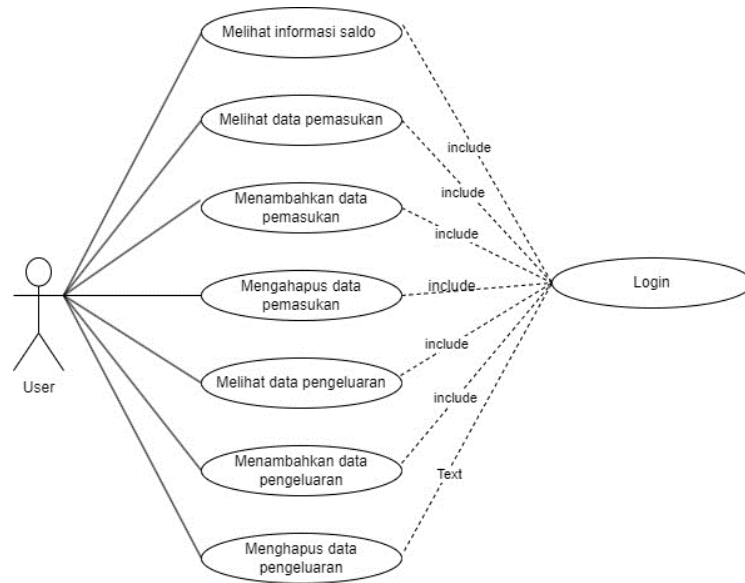 Melihat informasi saldo
Melihat data pemasukan
include
include
Menambahkan data
pemasukan
include
Mengahapus data
pemasukan
include
Login
include
Melihat data pengeluaran
User
include
Menambahkan data
pengeluaran
Text
Menghapus data
pengeluaran